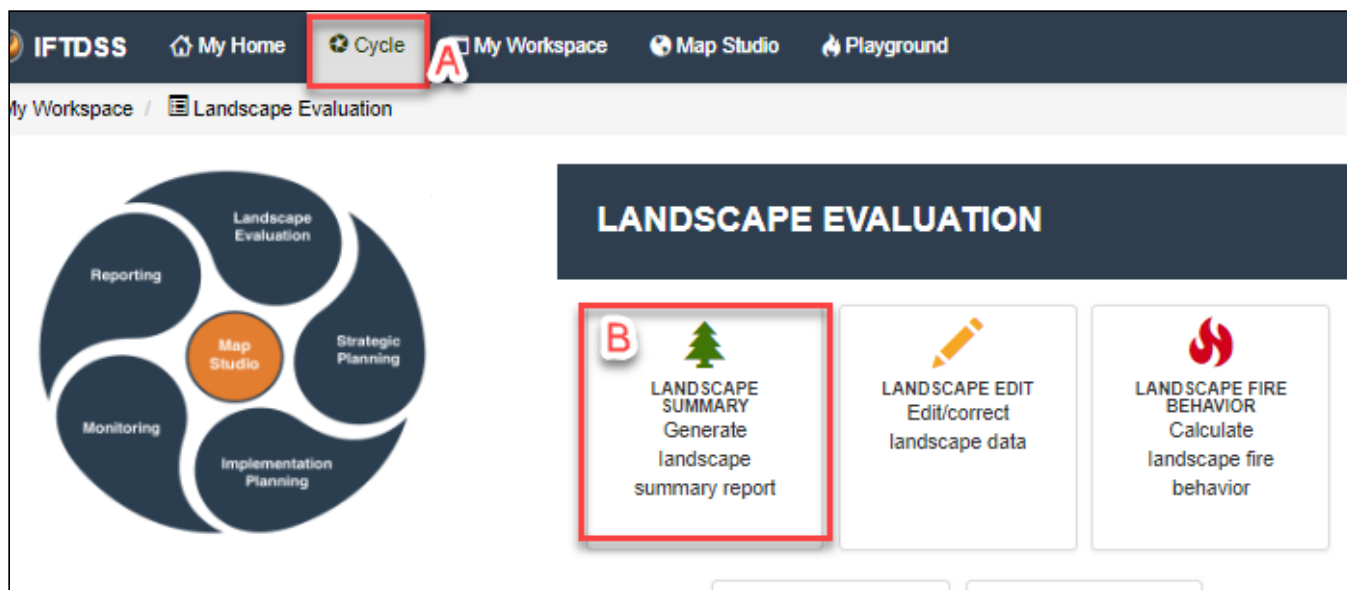 IFTDSS My Home Cycle A My Workspace Map Studio Playground
My Workspace / Landscape Evaluation
Landscape
Evaluation
Reporting
Map
Studio
Strategic
Planning
Monitoring
Implementation
Planning
LANDSCAPE EVALUATION
B
LANDSCAPE
SUMMARY
Generate
landscape
summary report
LANDSCAPE EDIT
Edit/correct
landscape data
LANDSCAPE FIRE
BEHAVIOR
Calculate
landscape fire
behavior